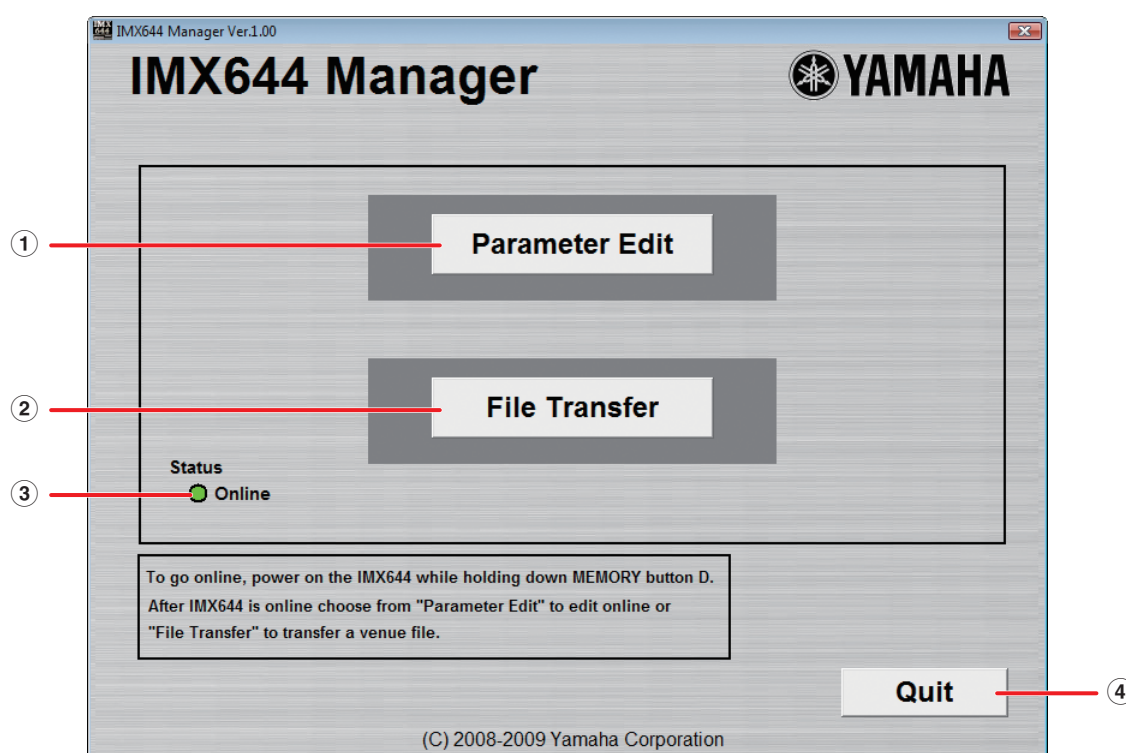 IMX644 Manager Ver.1.00
IMX644 Manager
YAMAHA
① Parameter Edit
② File Transfer
Status
③ Online
To go online, power on the IMX644 while holding down MEMORY button D.
After IMX644 is online choose from "Parameter Edit" to edit online or
"File Transfer" to transfer a venue file.
Quit ④
(C) 2008-2009 Yamaha Corporation